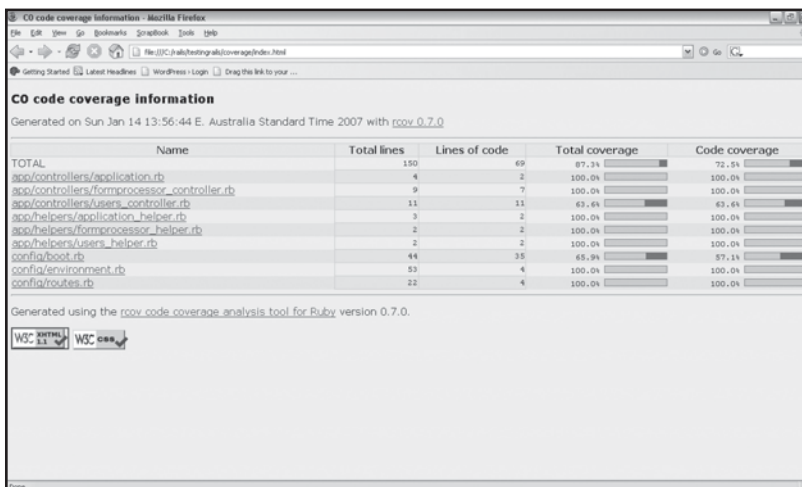 C0 code coverage information - Mozilla Firefox
File Edit View Go Bookmarks ScrapBook Tools Help
file:///C:/rails/testingrails/coverage/index.html Go
Getting Started Latest Headlines WordPress › Login Drag this link to your ...
C0 code coverage information
Generated on Sun Jan 14 13:56:44 E. Australia Standard Time 2007 with rcov 0.7.0
Name Total lines Lines of code Total coverage Code coverage
TOTAL 150 69 87.3% 72.5%
app/controllers/application.rb 4 2 100.0% 100.0%
app/controllers/formprocessor_controller.rb 9 7 100.0% 100.0%
app/controllers/users_controller.rb 11 11 63.6% 63.6%
app/helpers/application_helper.rb 3 2 100.0% 100.0%
app/helpers/formprocessor_helper.rb 2 2 100.0% 100.0%
app/helpers/users_helper.rb 2 2 100.0% 100.0%
config/boot.rb 44 35 65.9% 57.1%
config/environment.rb 53 4 100.0% 100.0%
config/routes.rb 22 4 100.0% 100.0%
Generated using the rcov code coverage analysis tool for Ruby version 0.7.0.
W3C XHTML 1.1 W3C css
Done